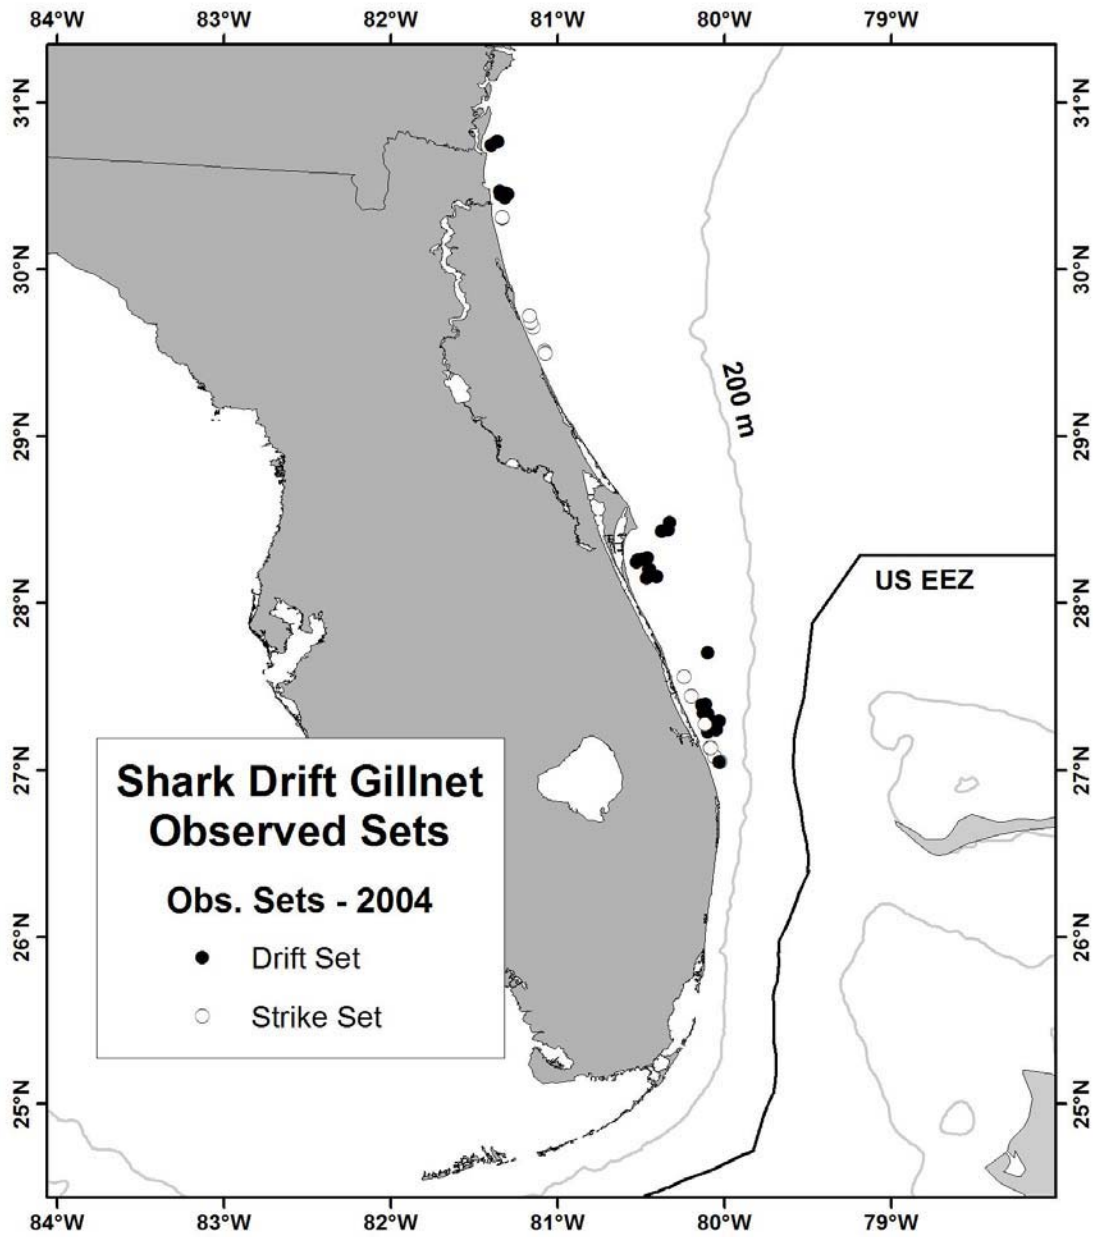 84°W 83°W 82°W 81°W 80°W 79°W
31°N 31°N
30°N 30°N
200 m
29°N 29°N
US EEZ
28°N 28°N
27°N 27°N
Shark Drift Gillnet
Observed Sets
Obs. Sets - 2004
26°N 26°N
Drift Set
Strike Set
25°N 25°N
84°W 83°W 82°W 81°W 80°W 79°W